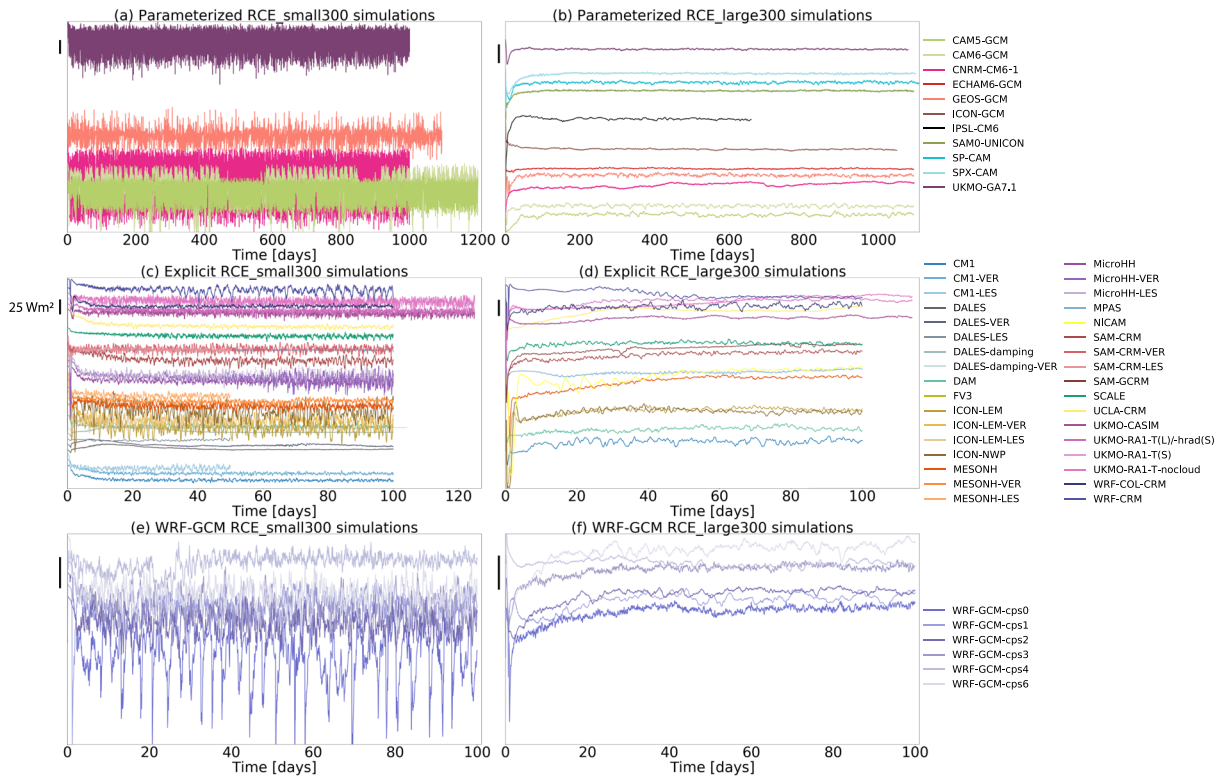 (a) Parameterized RCE_small300 simulations
(b) Parameterized RCE_large300 simulations
0 200 400 600 800 1000 1200
Time [days]
0 200 400 600 800 1000
Time [days]
CAM5-GCM
CAM6-GCM
CNRM-CM6-1
ECHAM6-GCM
GEOS-GCM
ICON-GCM
IPSL-CM6
SAM0-UNICON
SP-CAM
SPX-CAM
UKMO-GA7.1
(c) Explicit RCE_small300 simulations
(d) Explicit RCE_large300 simulations
25 Wm²
0 20 40 60 80 100 120
Time [days]
0 20 40 60 80 100
Time [days]
CM1
CM1-VER
CM1-LES
DALES
DALES-VER
DALES-LES
DALES-damping
DALES-damping-VER
DAM
FV3
ICON-LEM
ICON-LEM-VER
ICON-LEM-LES
ICON-NWP
MESONH
MESONH-VER
MESONH-LES
MicroHH
MicroHH-VER
MicroHH-LES
MPAS
NICAM
SAM-CRM
SAM-CRM-VER
SAM-CRM-LES
SAM-GCRM
SCALE
UCLA-CRM
UKMO-CASIM
UKMO-RA1-T(L)/-hrad(S)
UKMO-RA1-T(S)
UKMO-RA1-T-nocloud
WRF-COL-CRM
WRF-CRM
(e) WRF-GCM RCE_small300 simulations
(f) WRF-GCM RCE_large300 simulations
0 20 40 60 80 100
Time [days]
0 20 40 60 80 100
Time [days]
WRF-GCM-cps0
WRF-GCM-cps1
WRF-GCM-cps2
WRF-GCM-cps3
WRF-GCM-cps4
WRF-GCM-cps6